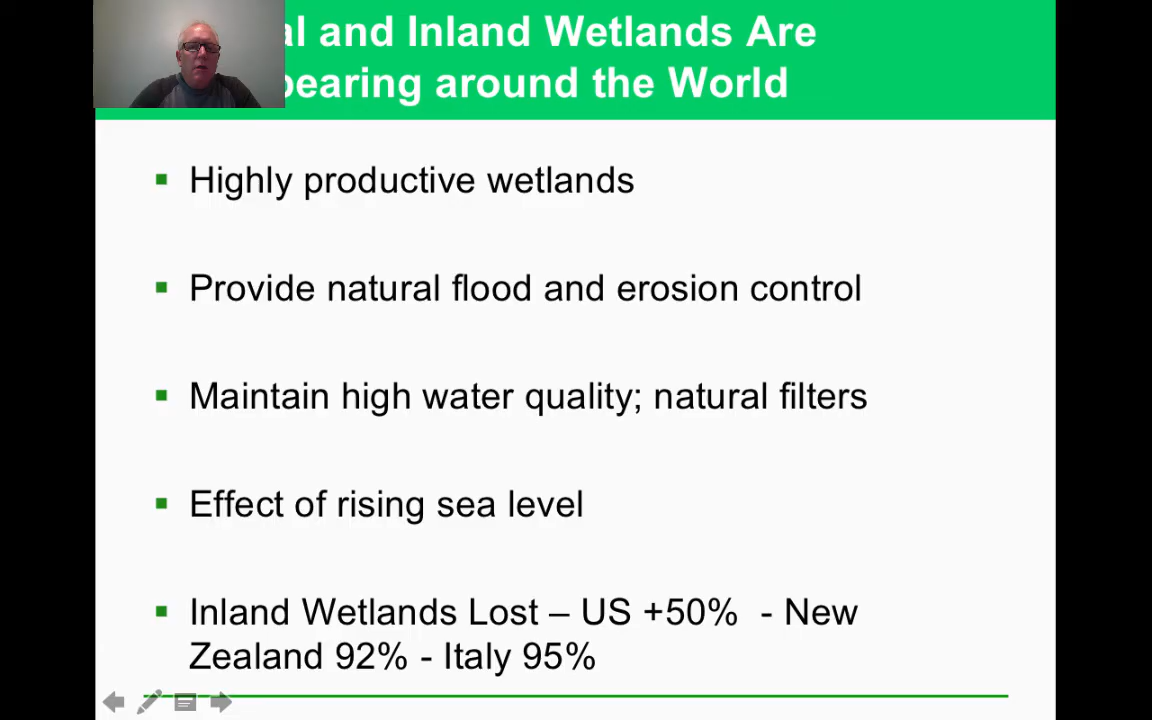 al and Inland Wetlands Are
pearing around the World
Highly productive wetlands
Provide natural flood and erosion control
Maintain high water quality; natural filters
Effect of rising sea level
Inland Wetlands Lost – US +50%  - New
Zealand 92% - Italy 95%